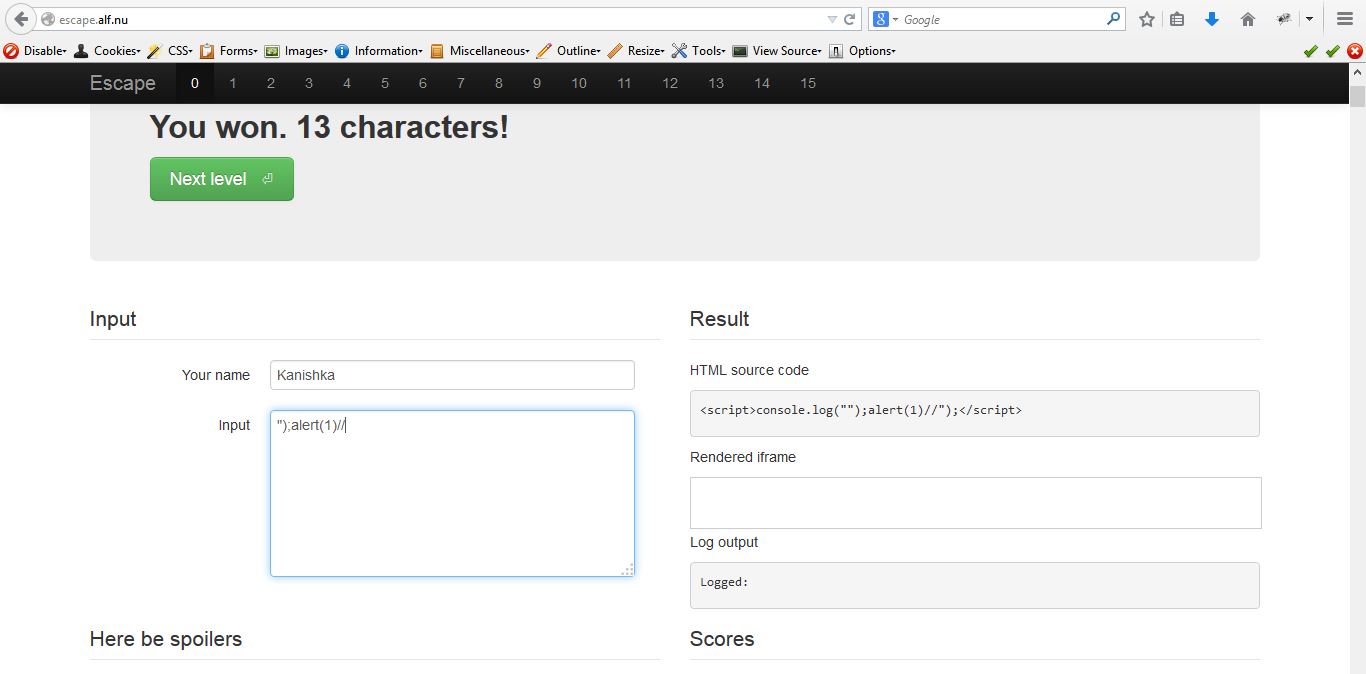 escape.alf.nu
8 Google
Disable Cookies CSS Forms Images Information Miscellaneous Outline Resize Tools View Source Options
Escape 0 1 2 3 4 5 6 7 8 9 10 11 12 13 14 15
You won. 13 characters!
Next level ⏎
Input
Your name Kanishka
Input ");alert(1)//
Result
HTML source code
<script>console.log("");alert(1)//");</script>
Rendered iframe
Log output
Logged:
Here be spoilers
Scores